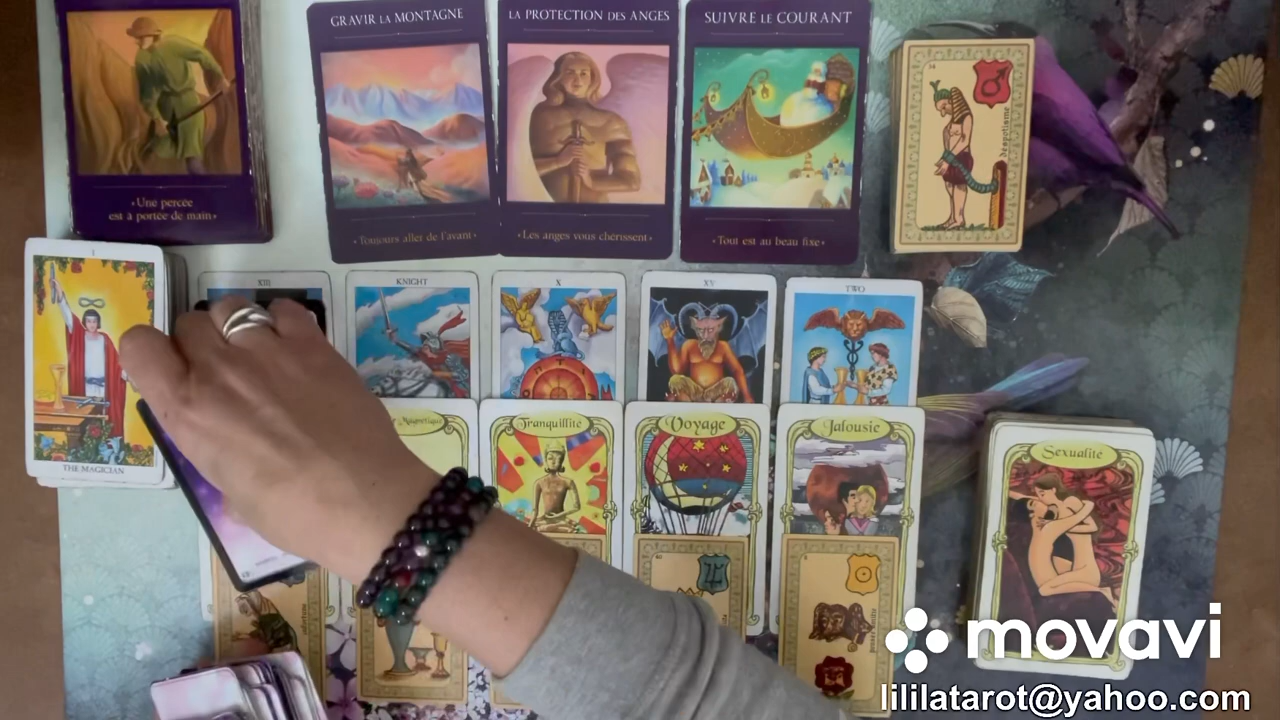 GRAVIR LA MONTAGNE
LA PROTECTION DES ANGES
SUIVRE LE COURANT
«Une percée
est à portée de main»
«Toujours aller de l'avant»
«Les anges vous chérissent»
«Tout est au beau fixe»
34
despotisme
I
THE MAGICIAN
XIII
KNIGHT
X
XV
TWO
Magnétique
Tranquillité
Voyage
Jalousie
Sexualité
movavi
lililatarot@yahoo.com